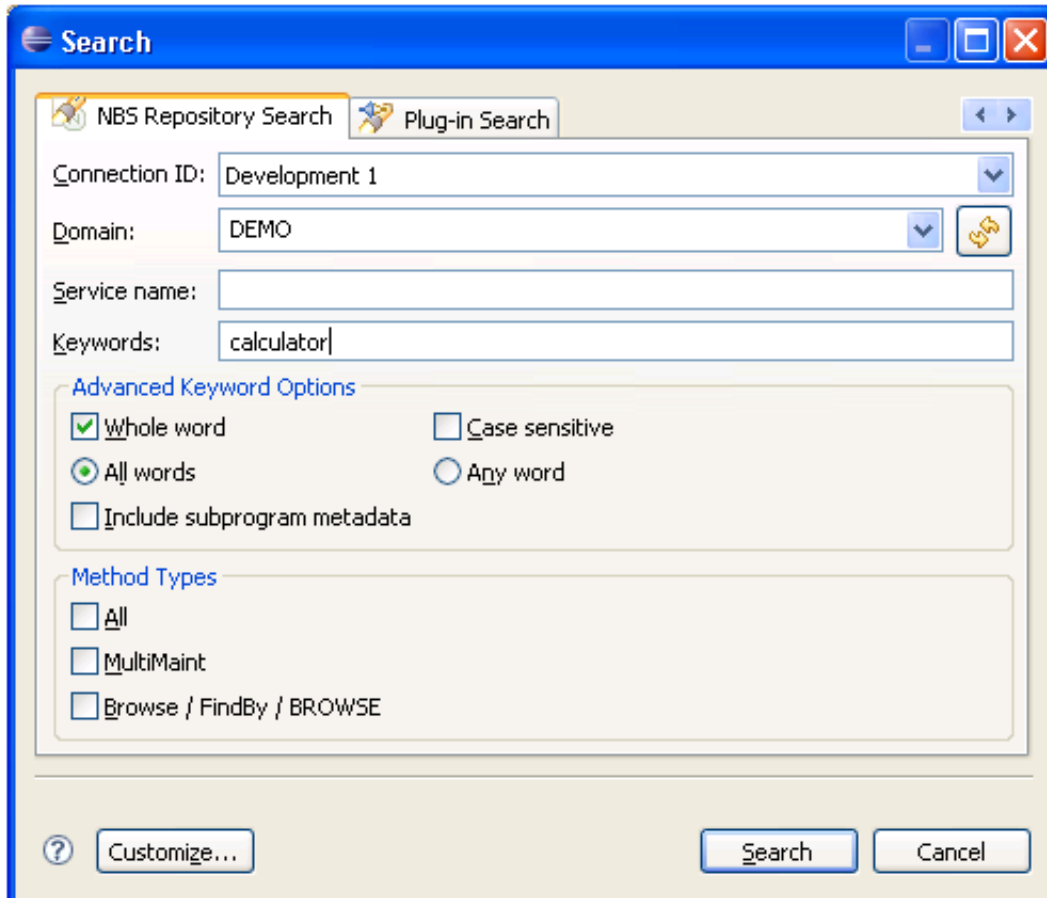 Search
NBS Repository Search Plug-in Search
Connection ID: Development 1
Domain: DEMO
Service name:
Keywords: calculator
Advanced Keyword Options
Whole word Case sensitive
All words Any word
Include subprogram metadata
Method Types
All
MultiMaint
Browse / FindBy / BROWSE
? Customize... Search Cancel